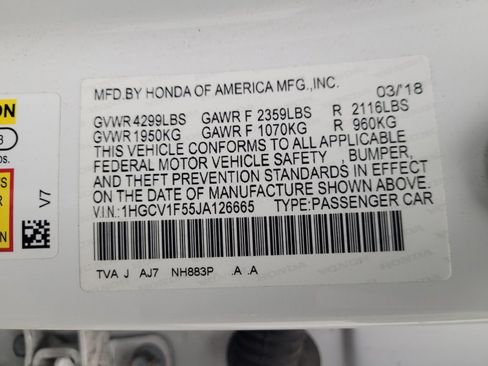 MFD.BY HONDA OF AMERICA MFG.,INC. 03/'18
GVWR 4299LBS GAWR F 2359LBS R 2116LBS
GVWR 1950KG GAWR F 1070KG R 960KG
THIS VEHICLE CONFORMS TO ALL APPLICABLE
FEDERAL MOTOR VEHICLE SAFETY , BUMPER,
AND THEFT PREVENTION STANDARDS IN EFFECT
ON THE DATE OF MANUFACTURE SHOWN ABOVE.
V.I.N.: 1HGCV1F55JA126665 TYPE:PASSENGER CAR
TVA J AJ7 NH883P .A .A
V7